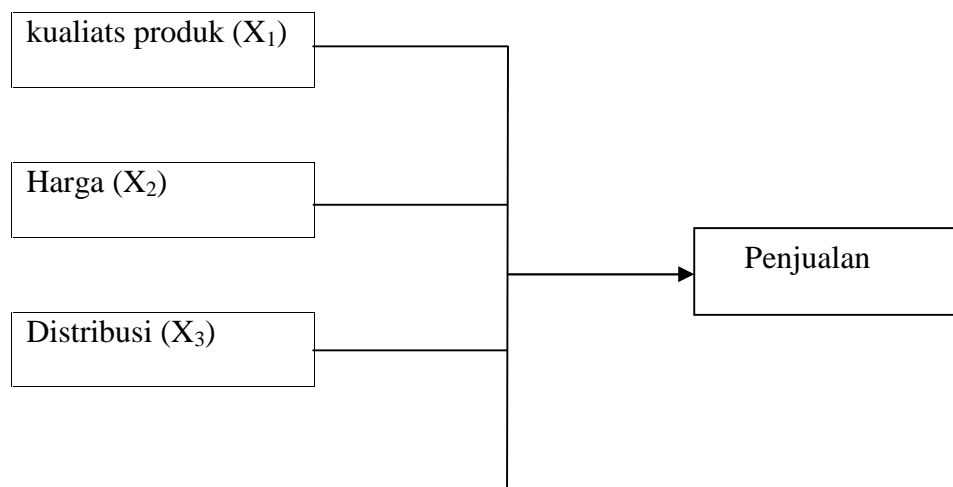 kualiats produk (X₁)
Harga (X₂)
Penjualan
Distribusi (X₃)